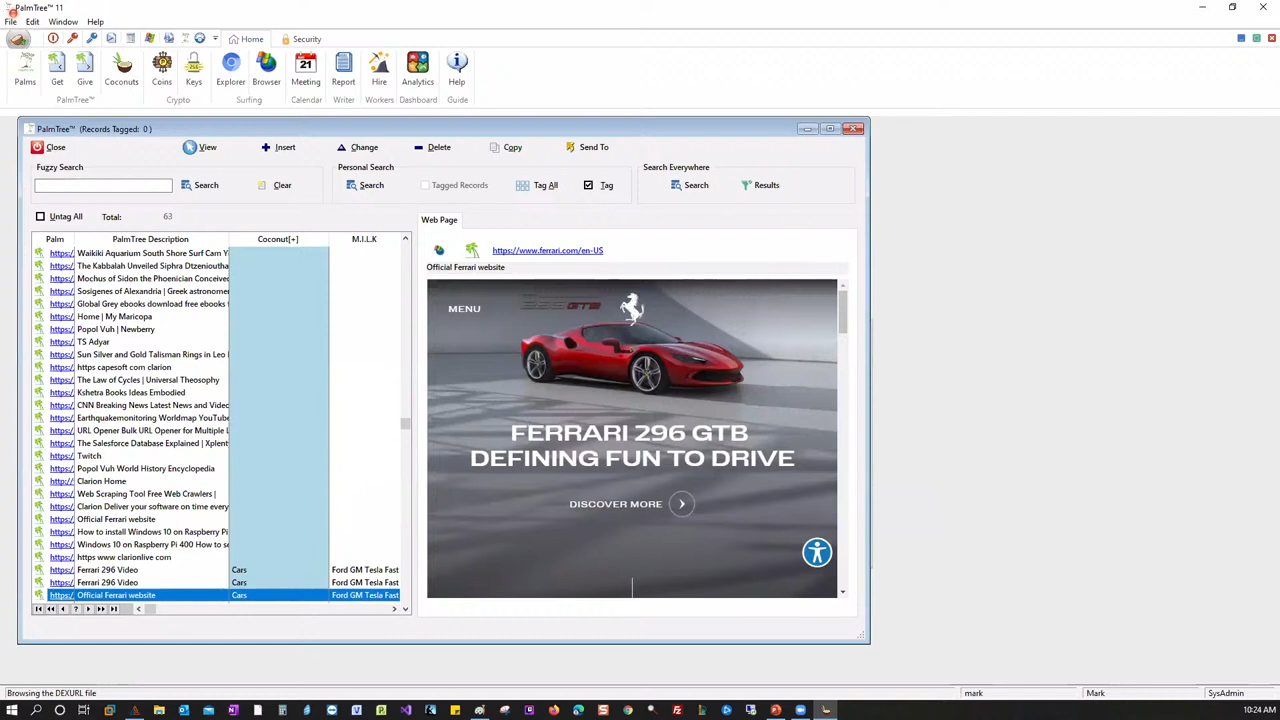 PalmTree™ 11
File Edit Window Help
Home Security
Palms Get Give Coconuts Coins Keys Explorer Browser 21 Meeting Report Hire Analytics Help
PalmTree™ Crypto Surfing Calendar Writer Workers Dashboard Guide
PalmTree™ (Records Tagged: 0 )
Close View Insert Change Delete Copy Send To
Fuzzy Search Personal Search Search Everywhere
Search Clear Search Tagged Records Tag All Tag Search Results
Untag All Total: 63
Web Page
Palm PalmTree Description Coconut[+] M.I.L.K
https:/ Waikiki Aquarium South Shore Surf Cam Y
https:/ The Kabbalah Unveiled Siphra Dtzenioutha
https:/ Mochus of Sidon the Phoenician Conceived
https:/ Sosigenes of Alexandria | Greek astronomer
https:/ Global Grey ebooks download free ebooks
https:/ Home | My Maricopa
https:/ Popol Vuh | Newberry
https:/ TS Adyar
https:/ Sun Silver and Gold Talisman Rings in Leo
https:/ https capesoft com clarion
https:/ The Law of Cycles | Universal Theosophy
https:/ Kshetra Books Ideas Embodied
https:/ CNN Breaking News Latest News and Video
https:/ Earthquakemonitoring Worldmap YouTube
https:/ URL Opener Bulk URL Opener for Multiple
https:/ The Salesforce Database Explained | Xplent
https:/ Twitch
https:/ Popol Vuh World History Encyclopedia
https:/ Clarion Home
https:/ Web Scraping Tool Free Web Crawlers |
https:/ Clarion Deliver your software on time every
https:/ Official Ferrari website
https:/ How to install Windows 10 on Raspberry Pi
https:/ Windows 10 on Raspberry Pi 400 How to se
https:/ https www clarionlive com
https:/ Ferrari 296 Video Cars Ford GM Tesla Fast
https:/ Ferrari 296 Video Cars Ford GM Tesla Fast
https:/ Official Ferrari website Cars Ford GM Tesla Fast
https://www.ferrari.com/en-US
Official Ferrari website
MENU
FERRARI 296 GTB
DEFINING FUN TO DRIVE
DISCOVER MORE
Browsing the DEXURL file mark Mark SysAdmin
10:24 AM